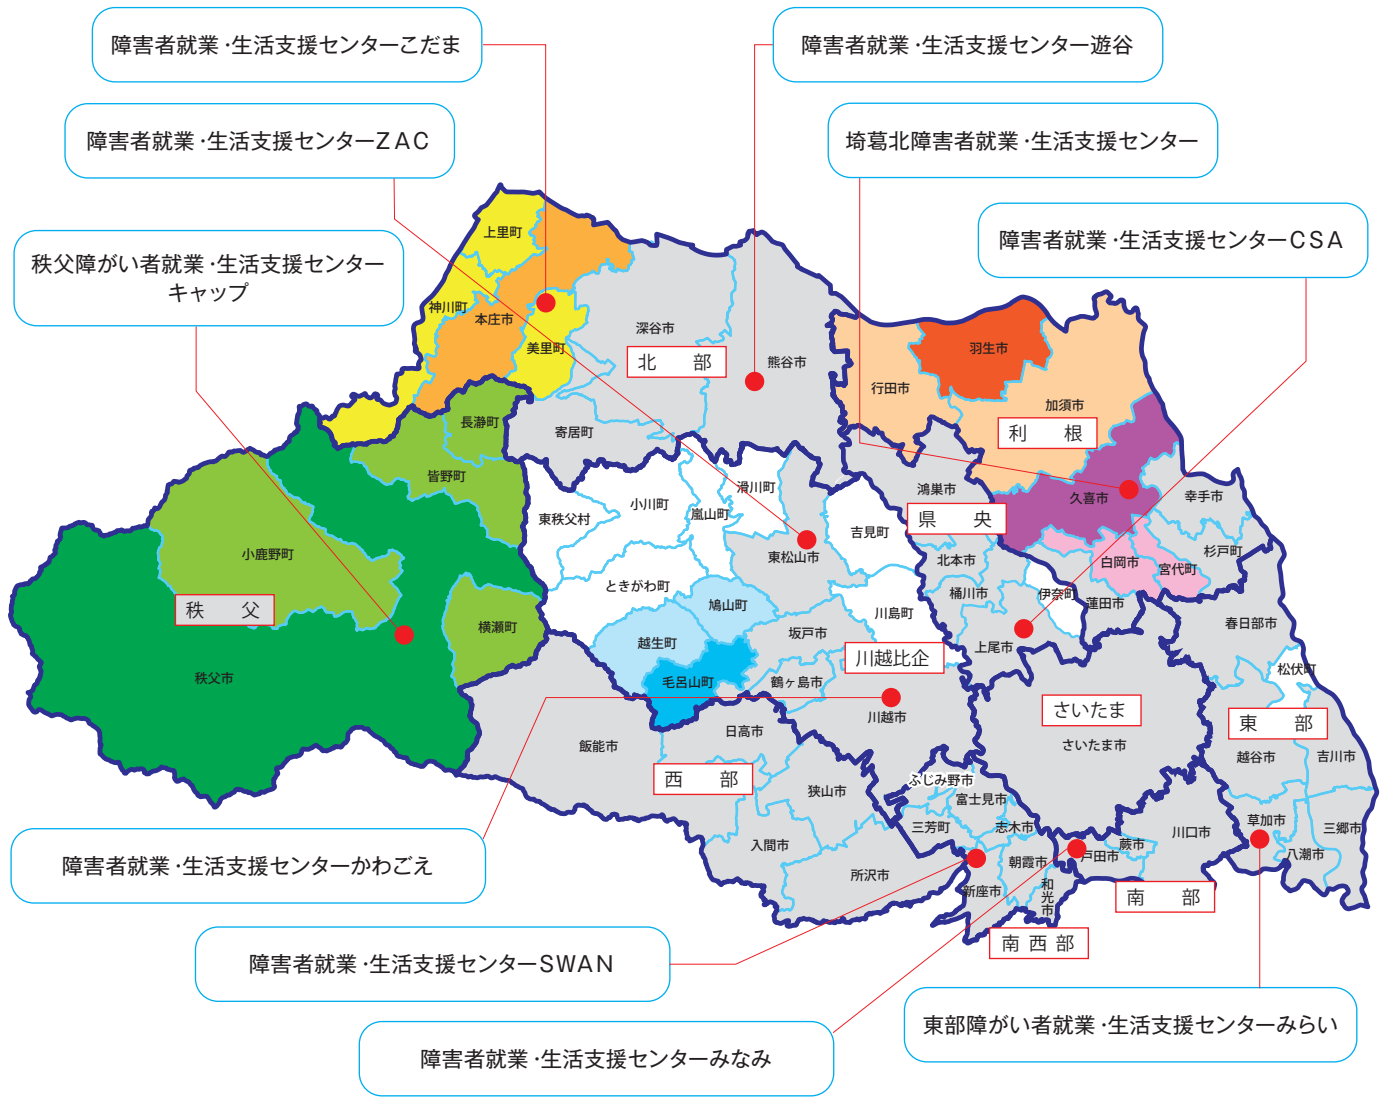 障害者就業・生活支援センターこだま
障害者就業・生活支援センター遊谷
障害者就業・生活支援センターZAC
埼葛北障害者就業・生活支援センター
障害者就業・生活支援センターCSA
秩父障がい者就業・生活支援センター
キャップ
上里町
神川町
本庄市
美里町
深谷市
北 部
熊谷市
寄居町
長瀞町
皆野町
行田市
羽生市
加須市
利 根
久喜市
幸手市
杉戸町
白岡市
宮代町
鴻巣市
県 央
北本市
桶川市
伊奈町
蓮田市
上尾市
東秩父村
小川町
嵐山町
滑川町
東松山市
吉見町
ときがわ町
鳩山町
川島町
越生町
毛呂山町
坂戸市
鶴ヶ島市
川越比企
川越市
小鹿野町
秩 父
横瀬町
秩父市
春日部市
松伏町
さいたま
さいたま市
東 部
越谷市
吉川市
飯能市
日高市
西 部
狭山市
入間市
所沢市
ふじみ野市
富士見市
三芳町
志木市
朝霞市
新座市
和光市
南西部
戸田市
蕨市
川口市
南 部
草加市
八潮市
三郷市
障害者就業・生活支援センターかわごえ
障害者就業・生活支援センターSWAN
東部障がい者就業・生活支援センターみらい
障害者就業・生活支援センターみなみ